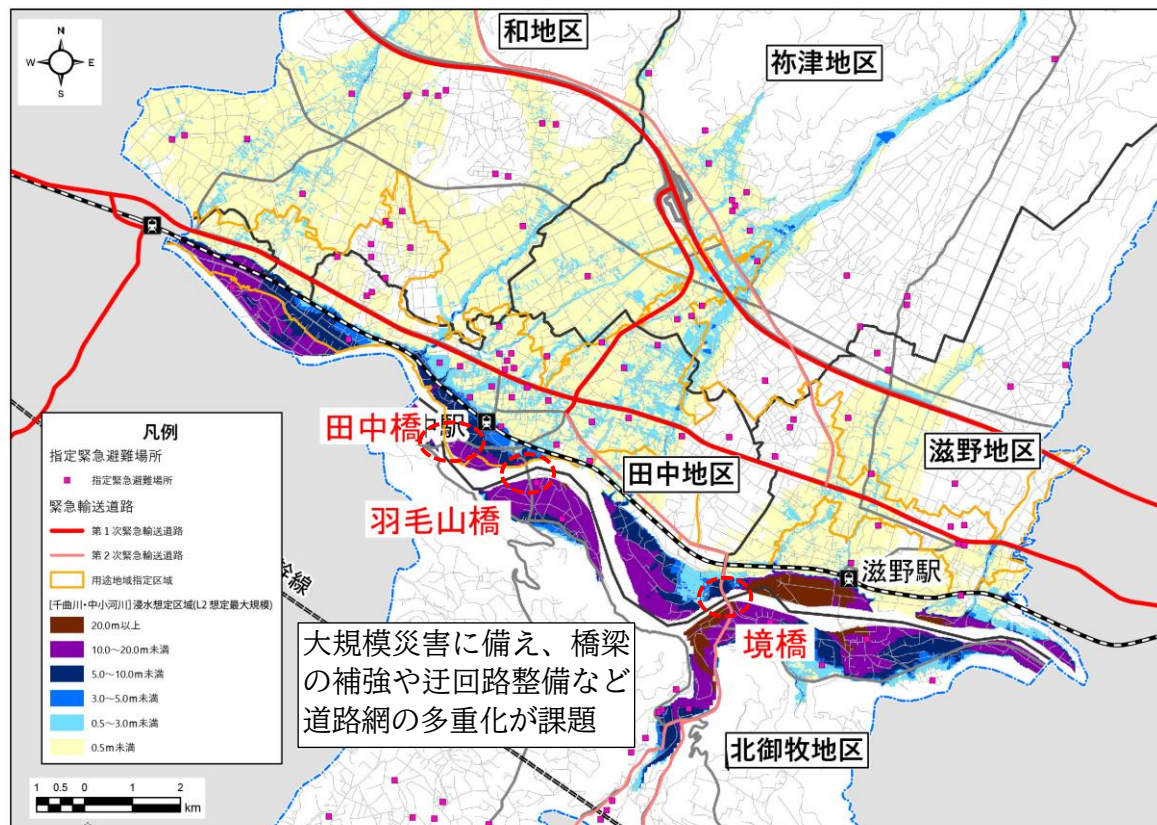 N
W E
S
和地区
祢津地区
田中橋
上駅
羽毛山橋
田中地区
滋野地区
滋野駅
境橋
北御牧地区
幹線
大規模災害に備え、橋梁
の補強や迂回路整備など
道路網の多重化が課題
凡例
指定緊急避難場所
指定緊急避難場所
緊急輸送道路
第1次緊急輸送道路
第2次緊急輸送道路
用途地域指定区域
[千曲川・中小河川]浸水想定区域(L2 想定最大規模)
20.0m以上
10.0～20.0m未満
5.0～10.0m未満
3.0～5.0m未満
0.5～3.0m未満
0.5m未満
1 0.5 0 1 2
km